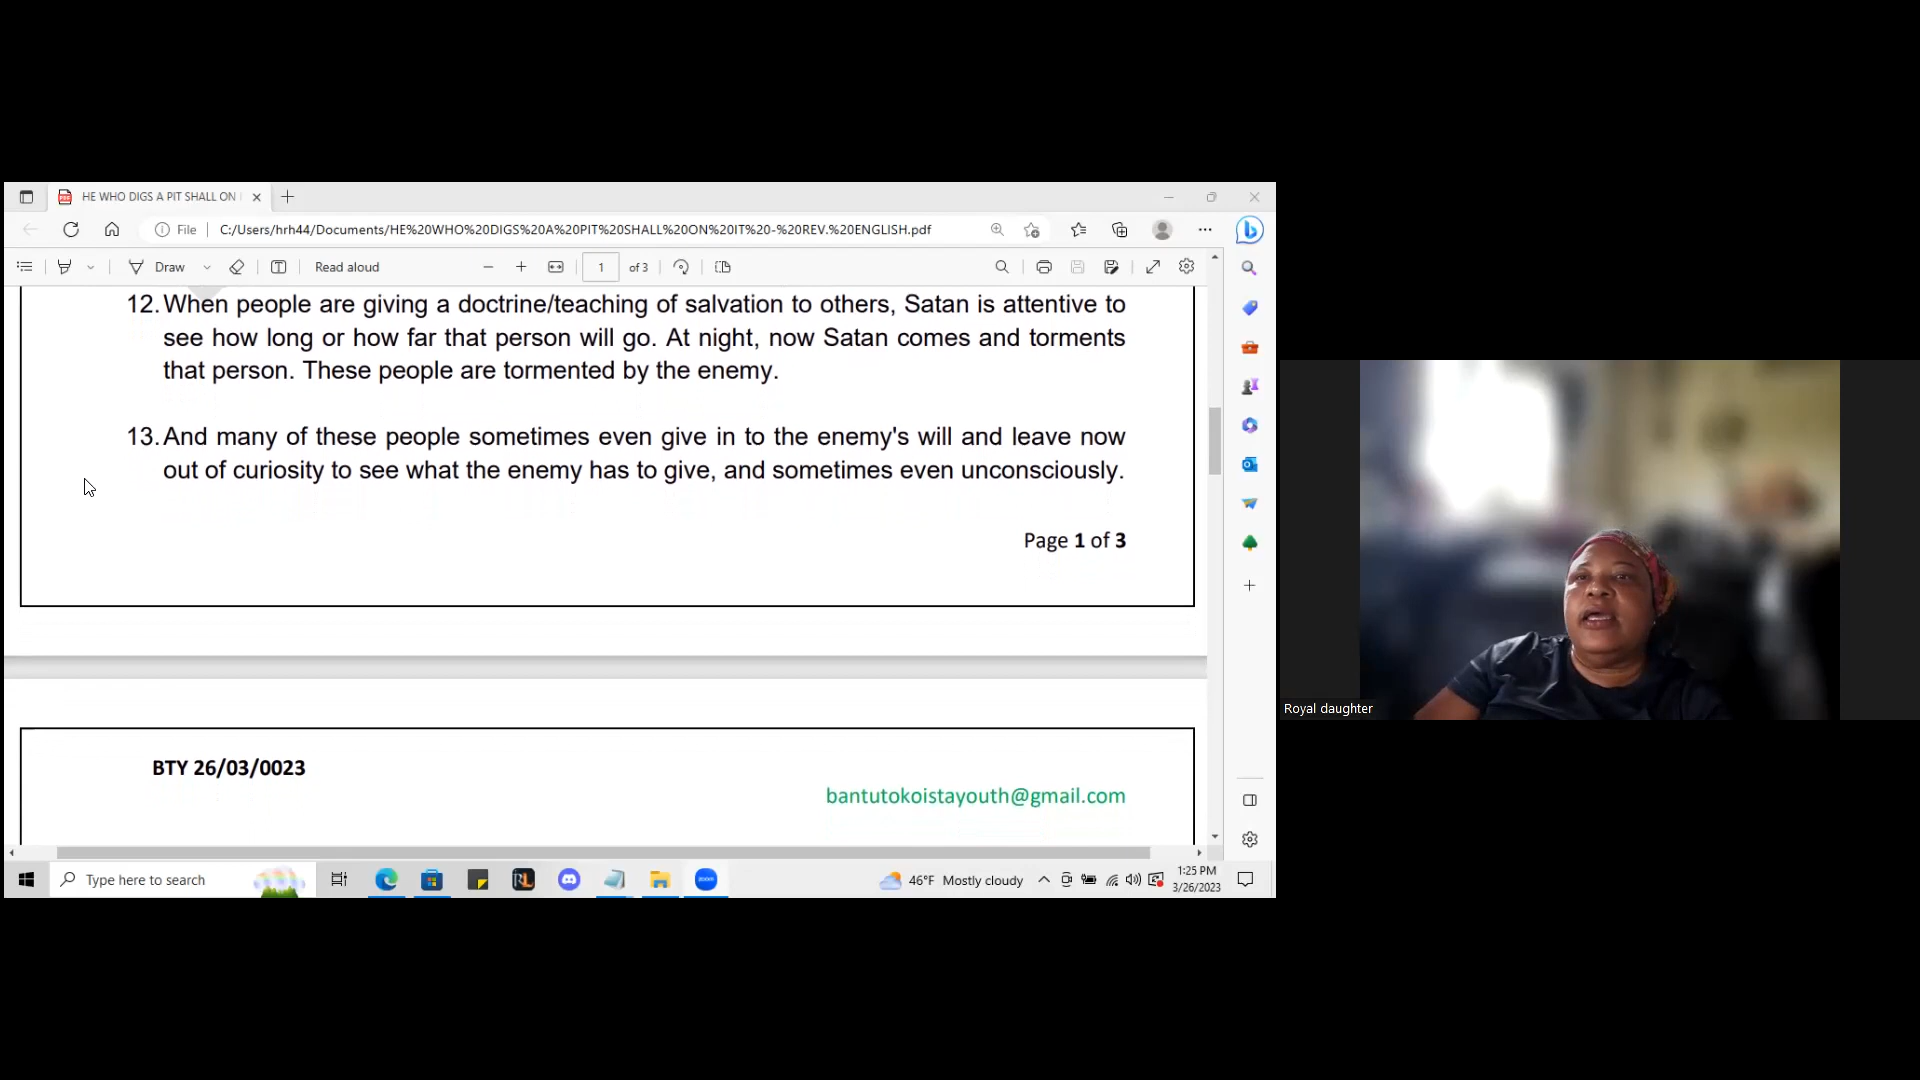 HE WHO DIGS A PIT SHALL ON
File
C:/Users/hrh44/Documents/HE%20WHO%20DIGS%20A%20PIT%20SHALL%20ON%20IT%20-%20REV.%20ENGLISH.pdf
Draw
Read aloud
1 of 3
12. When people are giving a doctrine/teaching of salvation to others, Satan is attentive to
see how long or how far that person will go. At night, now Satan comes and torments
that person. These people are tormented by the enemy.
13. And many of these people sometimes even give in to the enemy's will and leave now
out of curiosity to see what the enemy has to give, and sometimes even unconsciously.
Page 1 of 3
BTY 26/03/0023
bantutokoistayouth@gmail.com
Type here to search
RL
zoom
46°F Mostly cloudy
1:25 PM
3/26/2023
Royal daughter